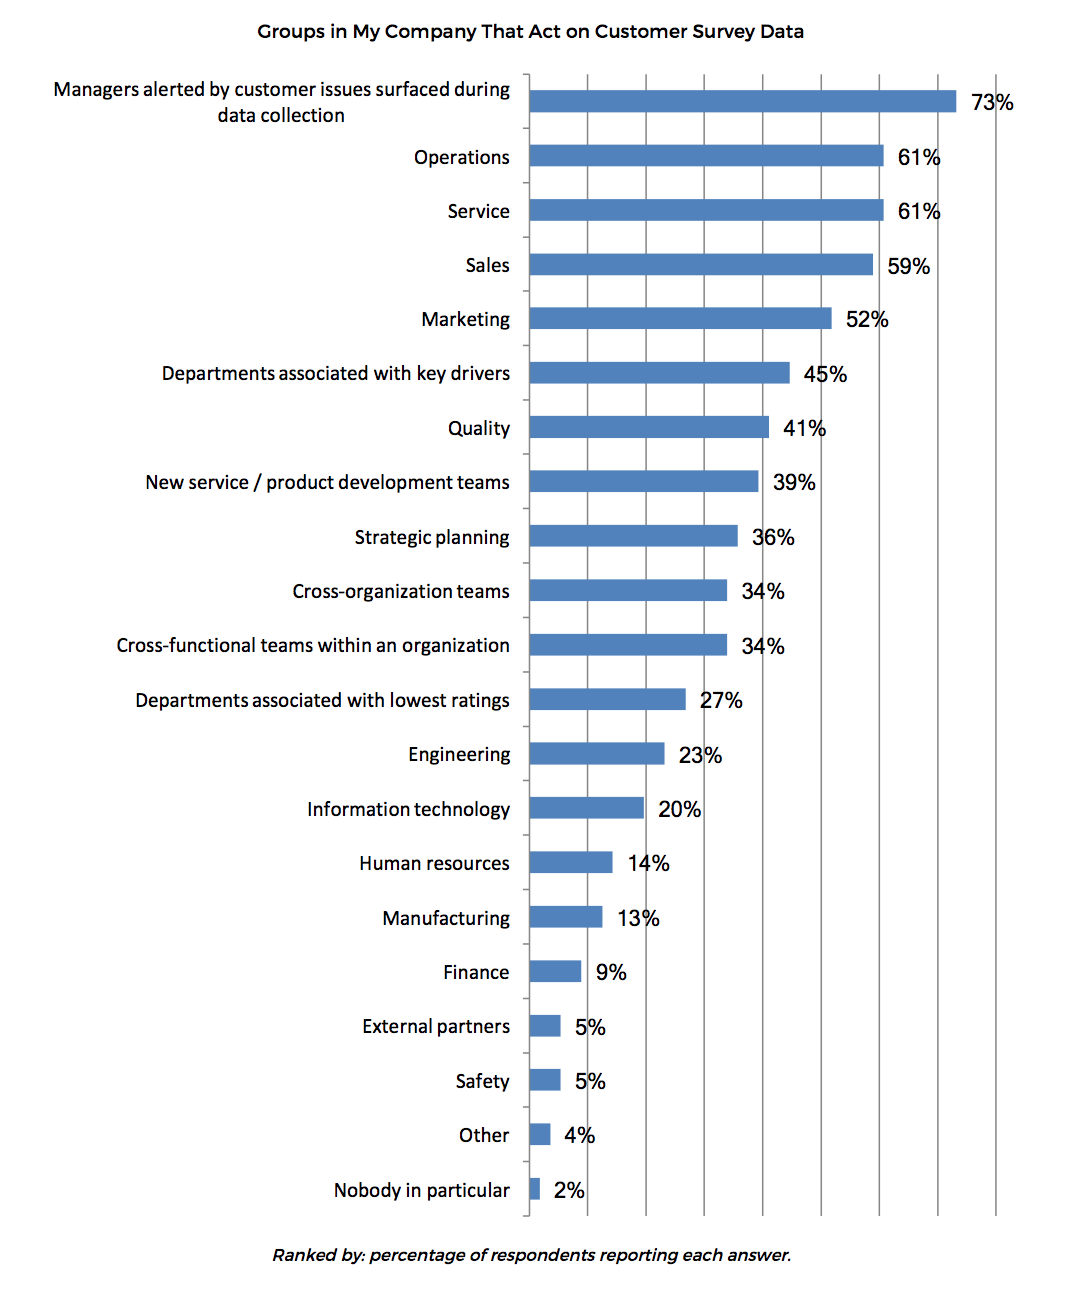 Groups in My Company That Act on Customer Survey Data
Managers alerted by customer issues surfaced during
data collection
73%
Operations
61%
Service
61%
Sales
59%
Marketing
52%
Departments associated with key drivers
45%
Quality
41%
New service / product development teams
39%
Strategic planning
36%
Cross-organization teams
34%
Cross-functional teams within an organization
34%
Departments associated with lowest ratings
27%
Engineering
23%
Information technology
20%
Human resources
14%
Manufacturing
13%
Finance
9%
External partners
5%
Safety
5%
Other
4%
Nobody in particular
2%
Ranked by: percentage of respondents reporting each answer.